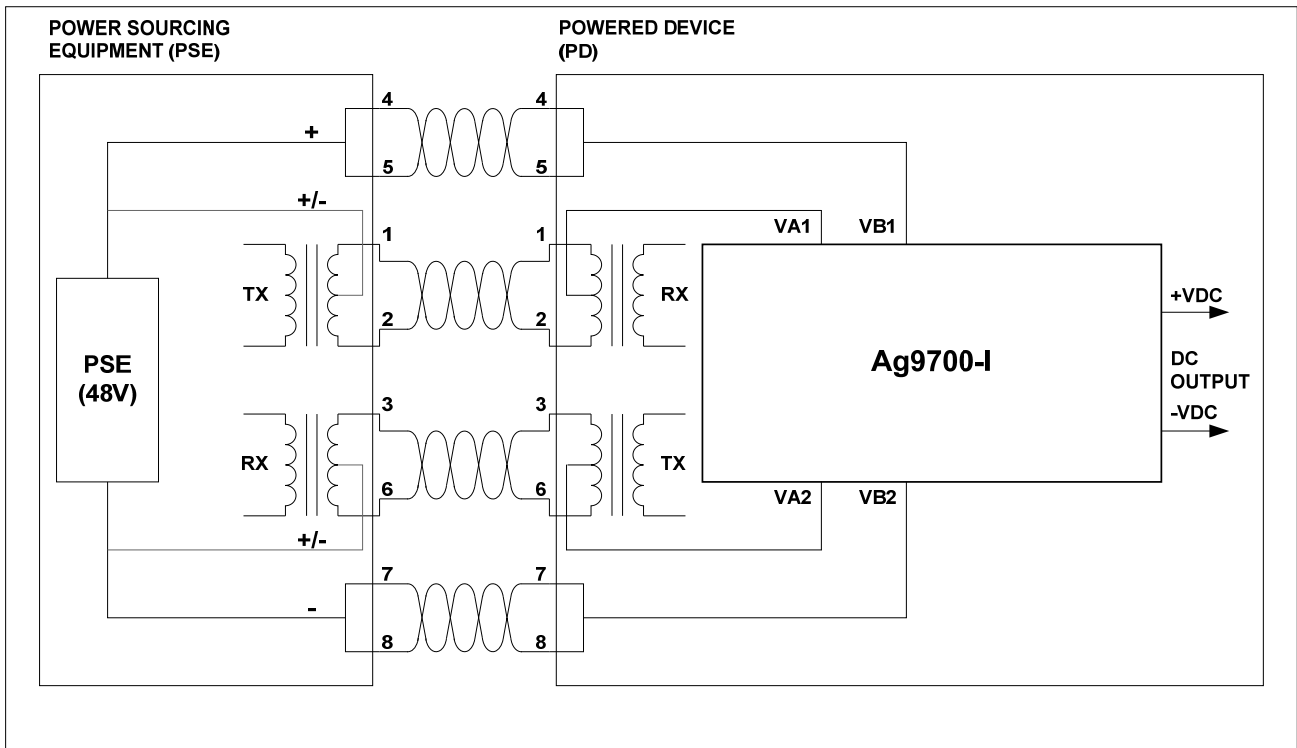 POWER SOURCING
EQUIPMENT (PSE)
POWERED DEVICE
(PD)
4
4
+
5
5
+/-
1
1
VA1
VB1
TX
RX
+VDC
2
2
PSE
(48V)
Ag9700-I
DC
OUTPUT
-VDC
3
3
RX
TX
6
6
VA2
VB2
+/-
7
7
-
8
8